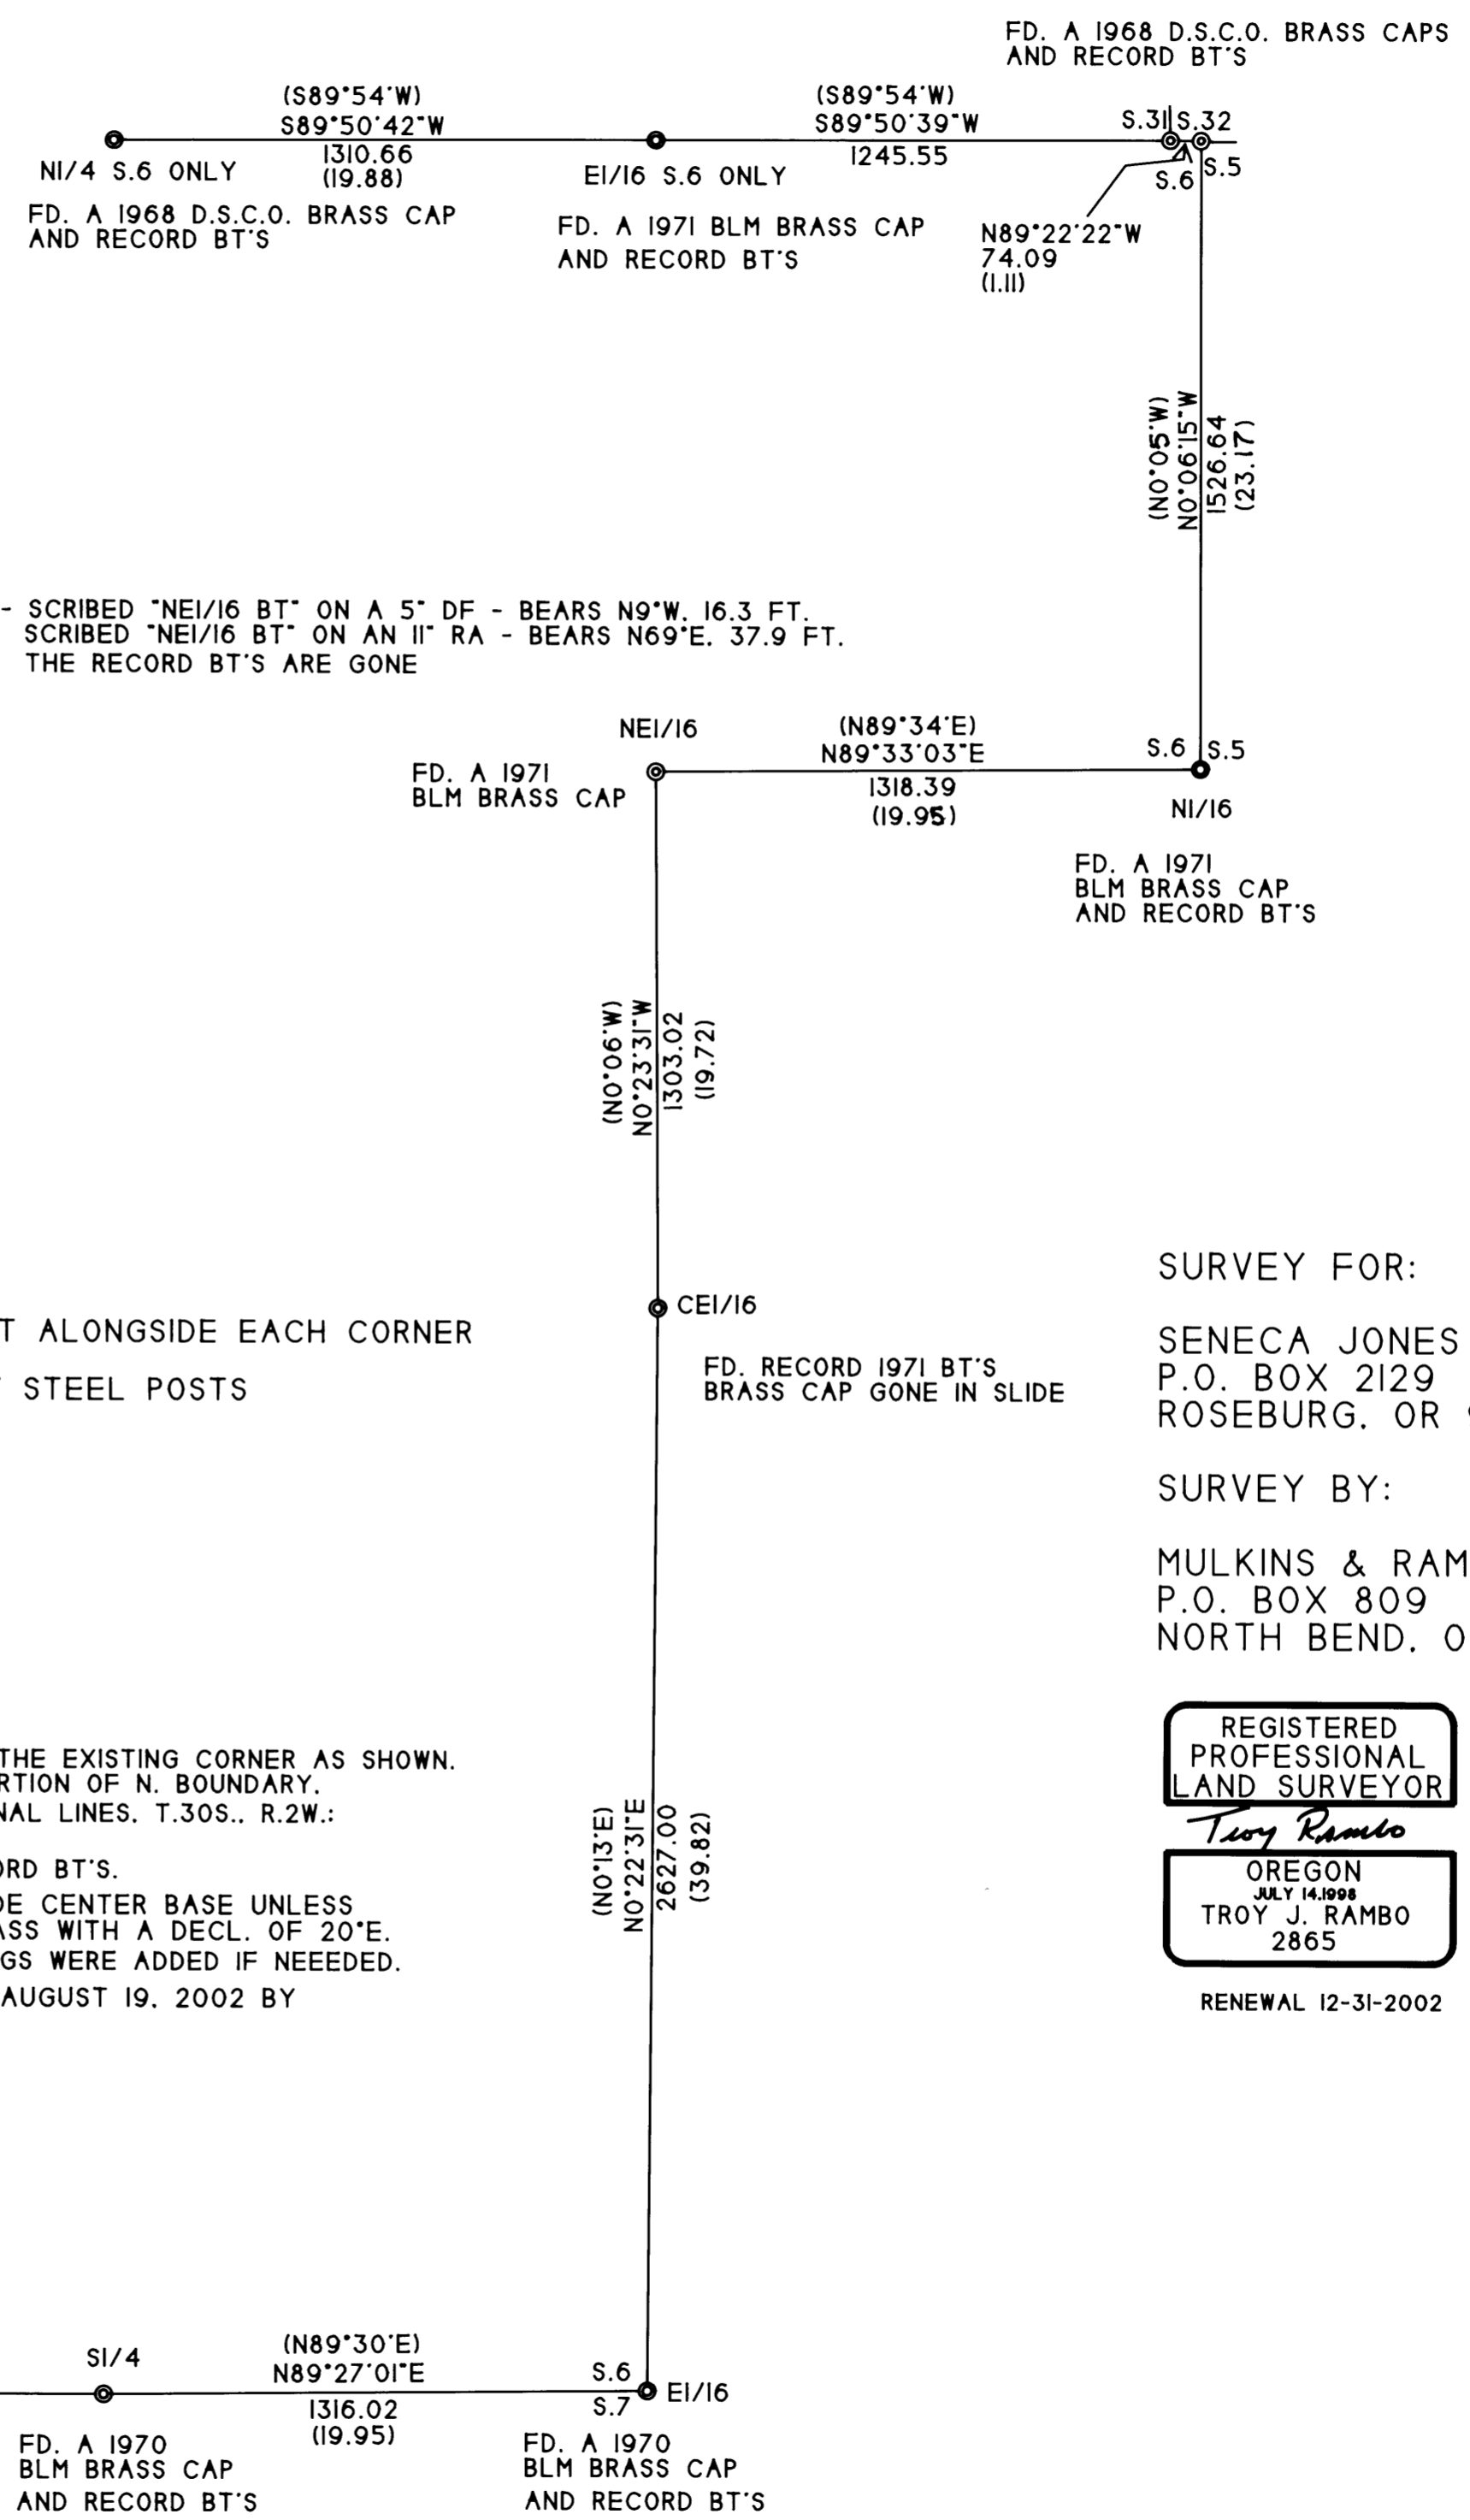 FD. A 1968 D.S.C.O. BRASS CAPS
AND RECORD BT'S
(S89°54'W)
S89°50'42"W
1310.66
(19.88)
(S89°54'W)
S89°50'39"W
1245.55
S.31 S.32
S.6 S.5
N1/4 S.6 ONLY
FD. A 1968 D.S.C.O. BRASS CAP
AND RECORD BT'S
E1/16 S.6 ONLY
FD. A 1971 BLM BRASS CAP
AND RECORD BT'S
N89°22'22"W
74.09
(1.11)
(N0°05'W)
N0°06'15"W
1526.64
(23.17)
- SCRIBED "NE1/16 BT" ON A 5" DF - BEARS N9°W. 16.3 FT.
SCRIBED "NE1/16 BT" ON AN 11" RA - BEARS N69°E. 37.9 FT.
THE RECORD BT'S ARE GONE
NE1/16
FD. A 1971
BLM BRASS CAP
(N89°34'E)
N89°33'03"E
1318.39
(19.95)
S.6 S.5
N1/16
FD. A 1971
BLM BRASS CAP
AND RECORD BT'S
(N0°06'W)
N0°23'31"W
1303.02
(19.72)
CE1/16
FD. RECORD 1971 BT'S
BRASS CAP GONE IN SLIDE
T ALONGSIDE EACH CORNER
STEEL POSTS
SURVEY FOR:
SENECA JONES
P.O. BOX 2129
ROSEBURG. OR
SURVEY BY:
MULKINS & RAM
P.O. BOX 809
NORTH BEND. O
REGISTERED
PROFESSIONAL
LAND SURVEYOR
Troy Rambo
OREGON
JULY 14.1998
TROY J. RAMBO
2865
RENEWAL 12-31-2002
THE EXISTING CORNER AS SHOWN.
RTION OF N. BOUNDARY.
NAL LINES. T.30S.. R.2W.:
ORD BT'S.
DE CENTER BASE UNLESS
ASS WITH A DECL. OF 20°E.
GS WERE ADDED IF NEEEDED.
AUGUST 19. 2002 BY
(N0°13'E)
N0°22'31"E
2627.00
(39.82)
S1/4
(N89°30'E)
N89°27'01"E
1316.02
(19.95)
S.6
S.7
E1/16
FD. A 1970
BLM BRASS CAP
AND RECORD BT'S
FD. A 1970
BLM BRASS CAP
AND RECORD BT'S